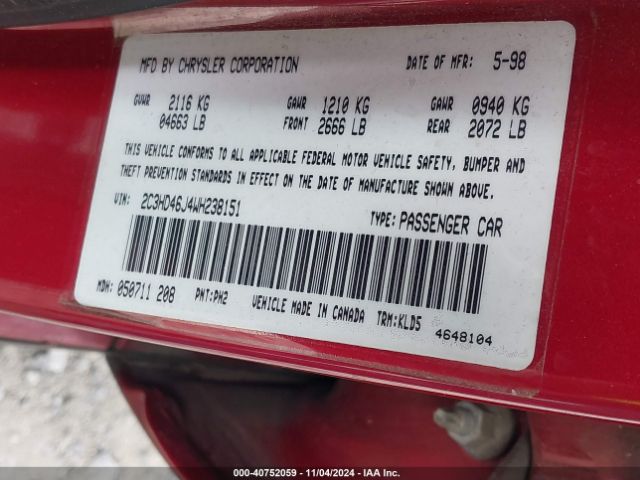 MFD BY CHRYSLER CORPORATION DATE OF MFR: 5-98
GVWR 2116 KG GAWR 1210 KG GAWR 0940 KG
04663 LB FRONT 2666 LB REAR 2072 LB
THIS VEHICLE CONFORMS TO ALL APPLICABLE FEDERAL MOTOR VEHICLE SAFETY, BUMPER AND
THEFT PREVENTION STANDARDS IN EFFECT ON THE DATE OF MANUFACTURE SHOWN ABOVE.
VIN: 2C3HD46J4WH238151 TYPE: PASSENGER CAR
MDH: 050711 208 PNT: PH2 VEHICLE MADE IN CANADA TRM: KLD5 4648104
000-40752059 - 11/04/2024 - IAA Inc.